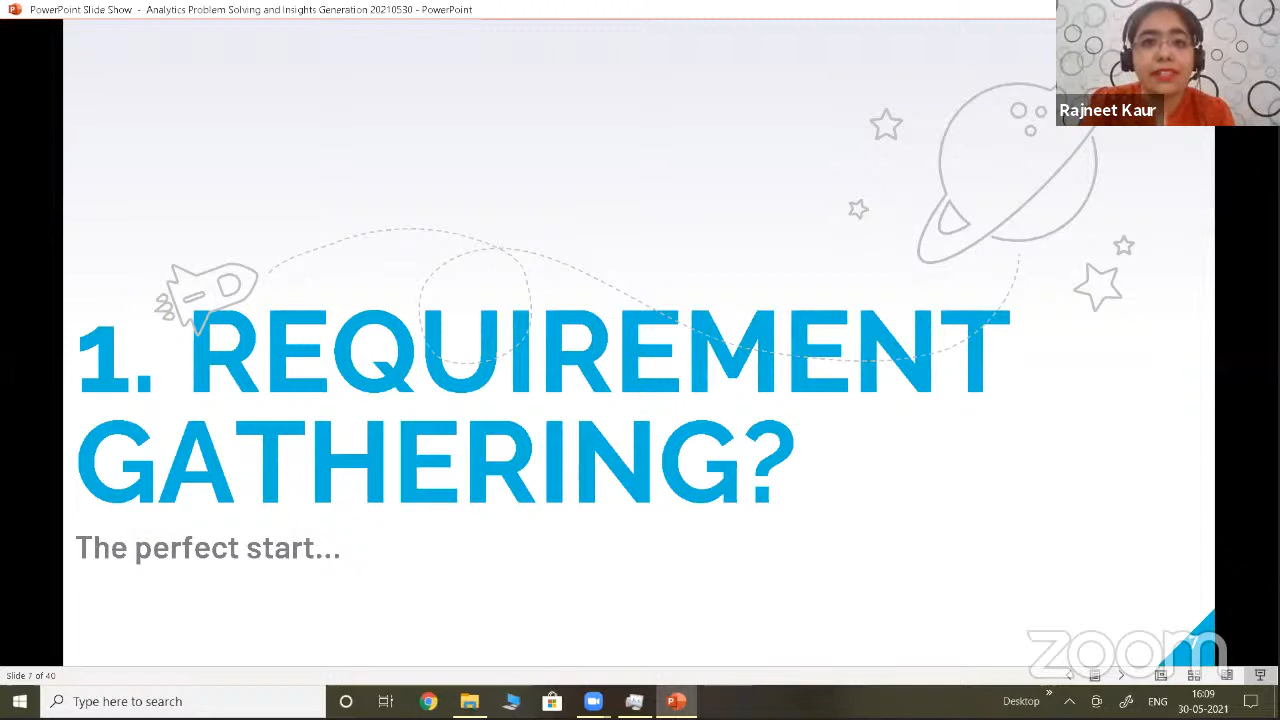 PowerPoint Slide Show - Analytics Problem Solving and Insights Generation 20210530 - PowerPoint
Rajneet Kaur
1. REQUIREMENT
GATHERING?
The perfect start...
7
zoom
Slide 7 of 40
Type here to search
Desktop
ENG
16:09
30-05-2021